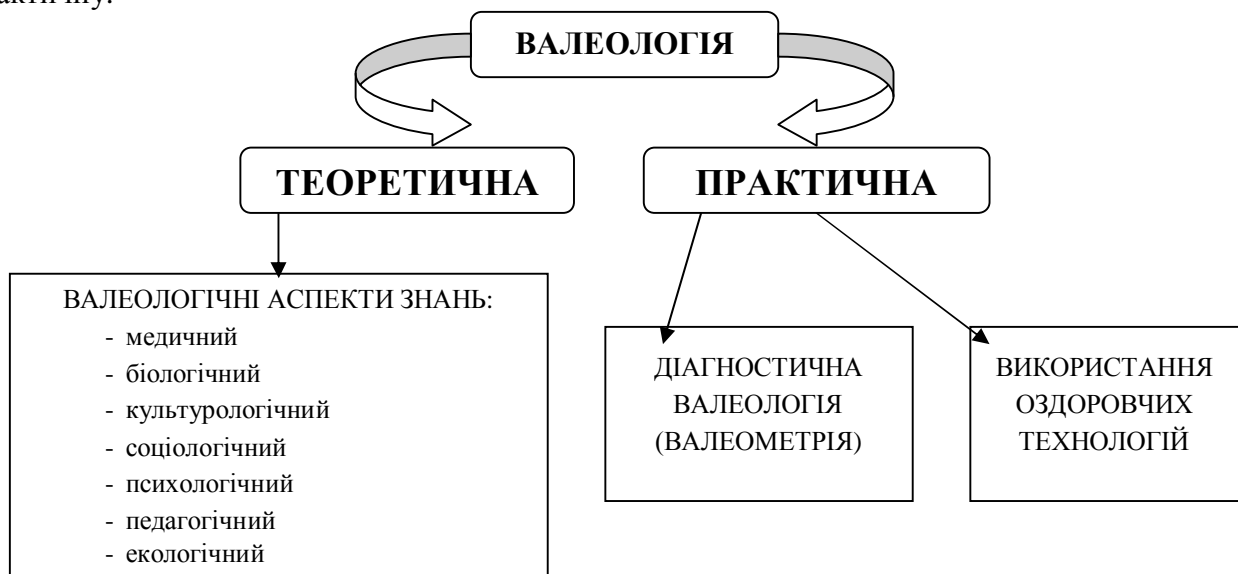 ВАЛЕОЛОГІЯ
ТЕОРЕТИЧНА
ПРАКТИЧНА
ВАЛЕОЛОГІЧНІ АСПЕКТИ ЗНАНЬ:
- медичний
- біологічний
- культурологічний
- соціологічний
- психологічний
- педагогічний
- екологічний
ДІАГНОСТИЧНА
ВАЛЕОЛОГІЯ
(ВАЛЕОМЕТРІЯ)
ВИКОРИСТАННЯ
ОЗДОРОВЧИХ
ТЕХНОЛОГІЙ